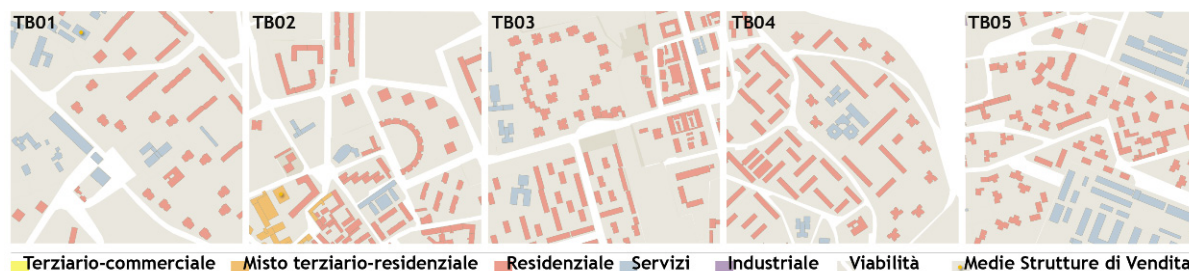 TB01 TB02 TB03 TB04 TB05
Terziario-commerciale Misto terziario-residenziale Residenziale Servizi Industriale Viabilità Medie Strutture di Vendita